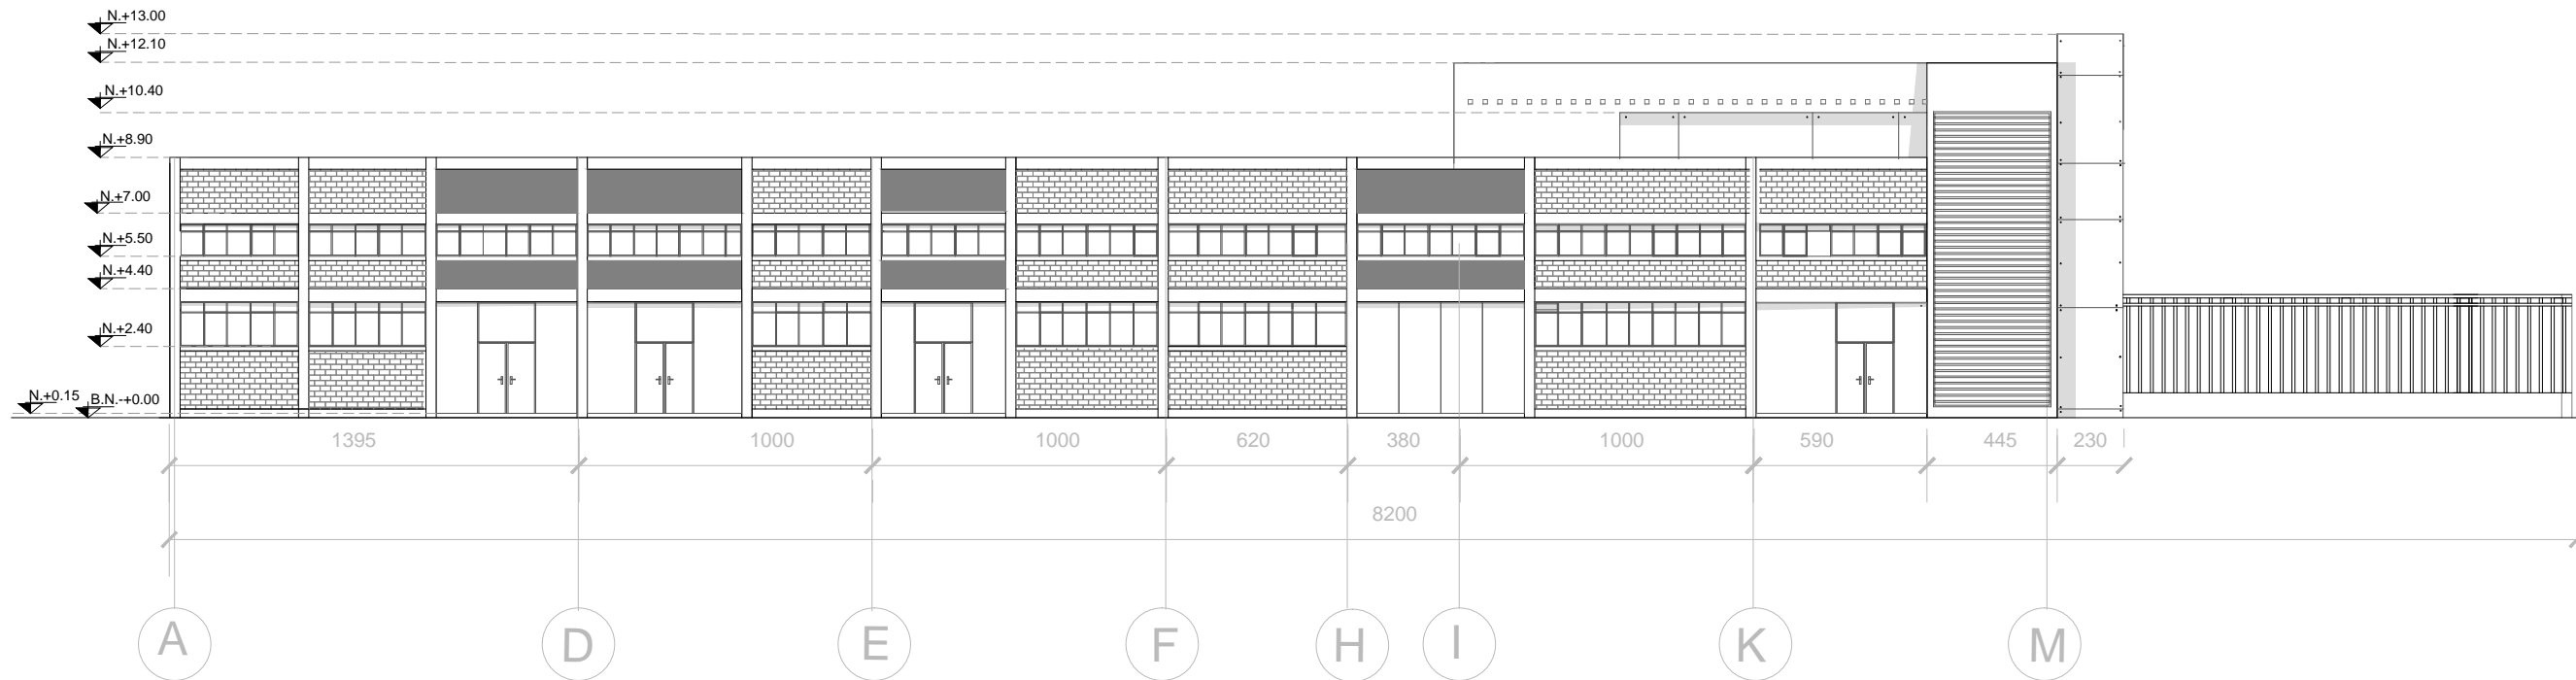 N.+13.00
N.+12.10
N.+10.40
N.+8.90
N.+7.00
N.+5.50
N.+4.40
N.+2.40
N.+0.15 B.N.-+0.00
1395 1000 1000 620 380 1000 590 445 230
8200
A D E F H I K M